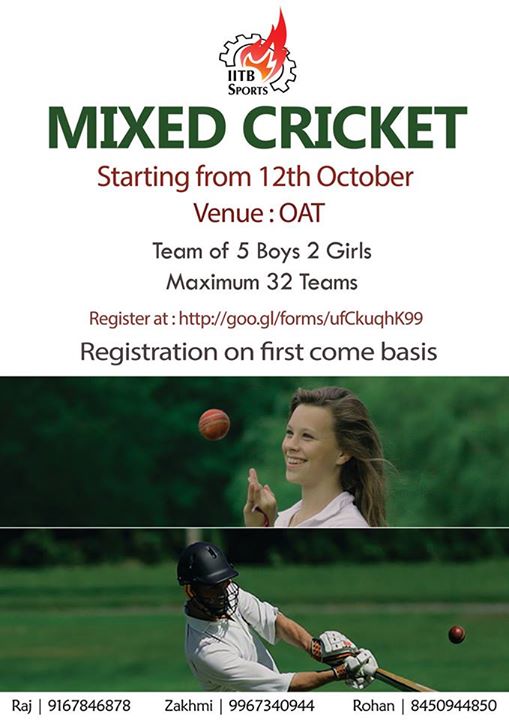 IITB
SPORTS
MIXED CRICKET
Starting from 12th October
Venue : OAT
Team of 5 Boys 2 Girls
Maximum 32 Teams
Register at : http://goo.gl/forms/ufCkuqhK99
Registration on first come basis
Raj | 9167846878 Zakhmi | 9967340944 Rohan | 8450944850